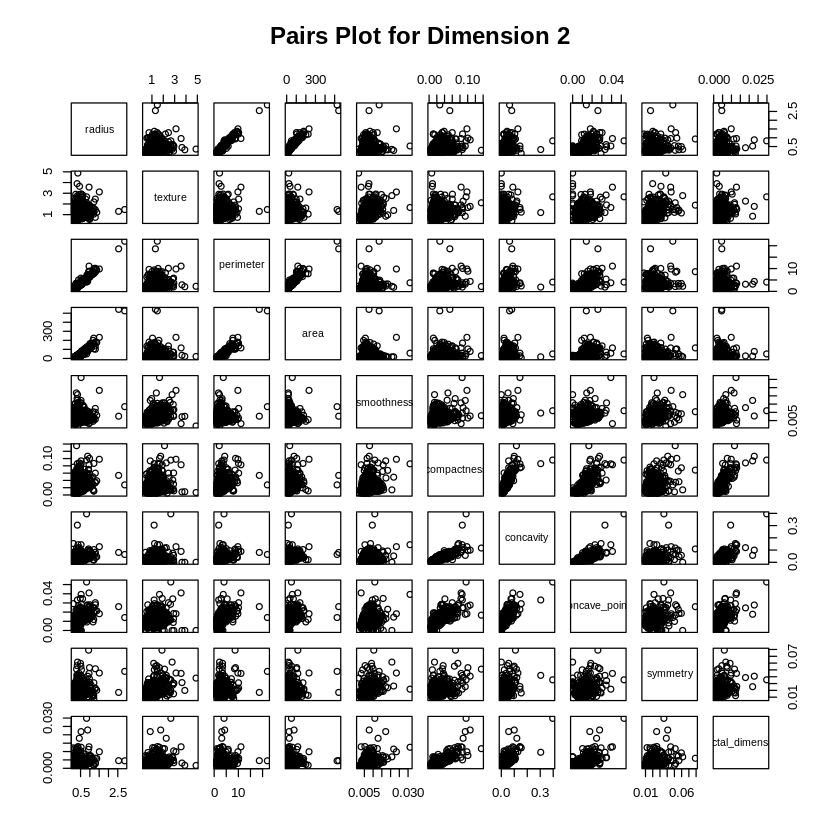 Pairs Plot for Dimension 2
1 3 5 0 300 0.00 0.10 0.00 0.04 0.000 0.025
radius
0.5 2.5
1 3 5
texture
perimeter
0 10
0 300
area
smoothness
0.005
0.00 0.10
compactness
concavity
0.0 0.3
0.00 0.04
oncave_poin
symmetry
0.01 0.07
0.000 0.030
ctal_dimens
0.5 2.5 0 10 0.005 0.030 0.0 0.3 0.01 0.06